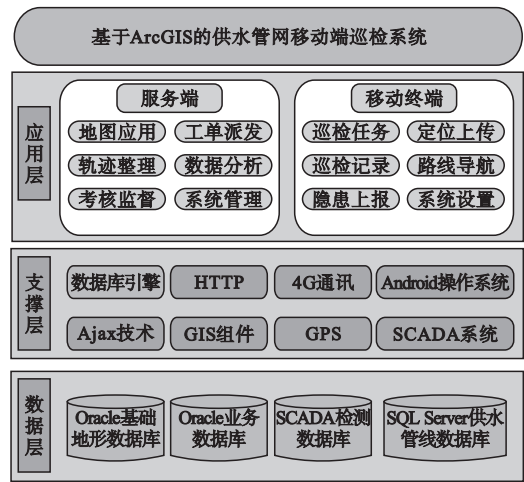 基于ArcGIS的供水管网移动端巡检系统
应用层
服务端
地图应用
工单派发
轨迹整理
数据分析
考核监督
系统管理
移动终端
巡检任务
定位上传
巡检记录
路线导航
隐患上报
系统设置
支撑层
数据库引擎
HTTP
4G通讯
Android操作系统
Ajax技术
GIS组件
GPS
SCADA系统
数据层
Oracle基础
地形数据库
Oracle业务
数据库
SCADA检测
数据库
SQL Server供水
管线数据库